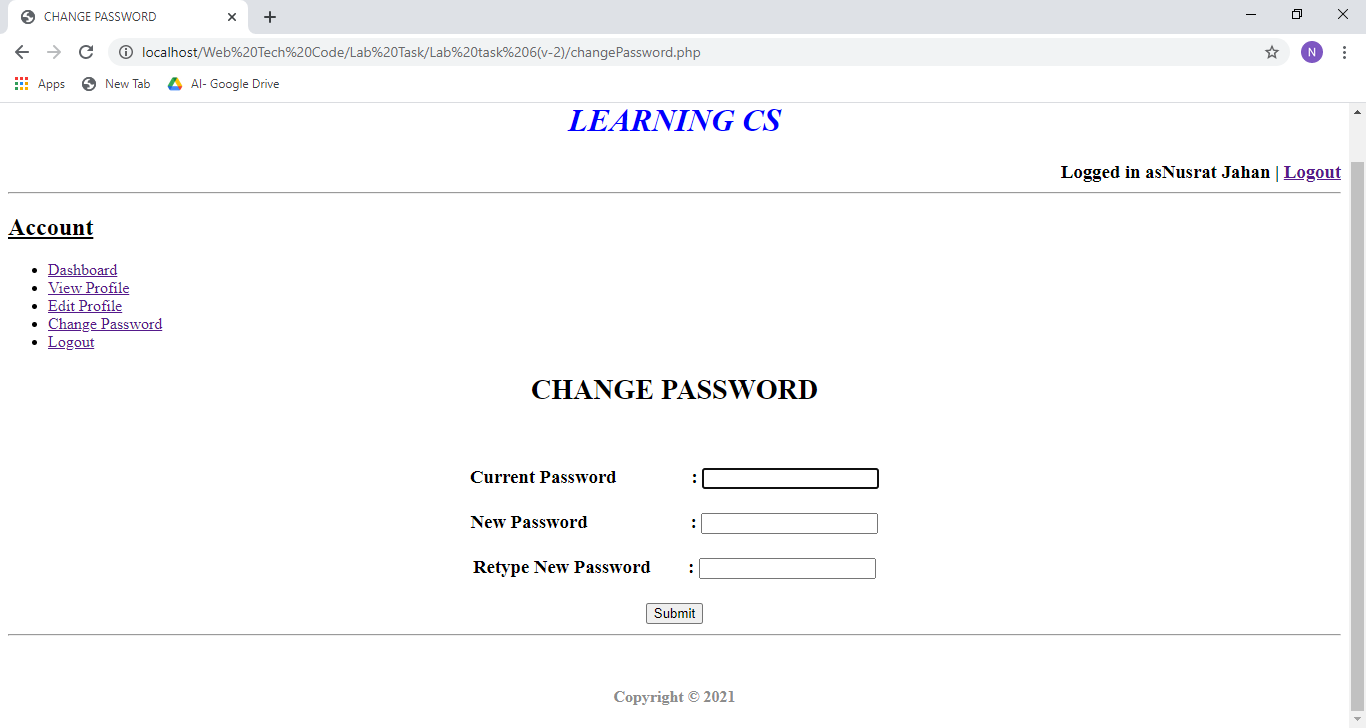 CHANGE PASSWORD
localhost/Web%20Tech%20Code/Lab%20Task/Lab%20task%206(v-2)/changePassword.php
N
Apps New Tab AI- Google Drive
LEARNING CS
Logged in asNusrat Jahan | Logout
Account
Dashboard
View Profile
Edit Profile
Change Password
Logout
CHANGE PASSWORD
Current Password :
New Password :
Retype New Password :
Submit
Copyright © 2021